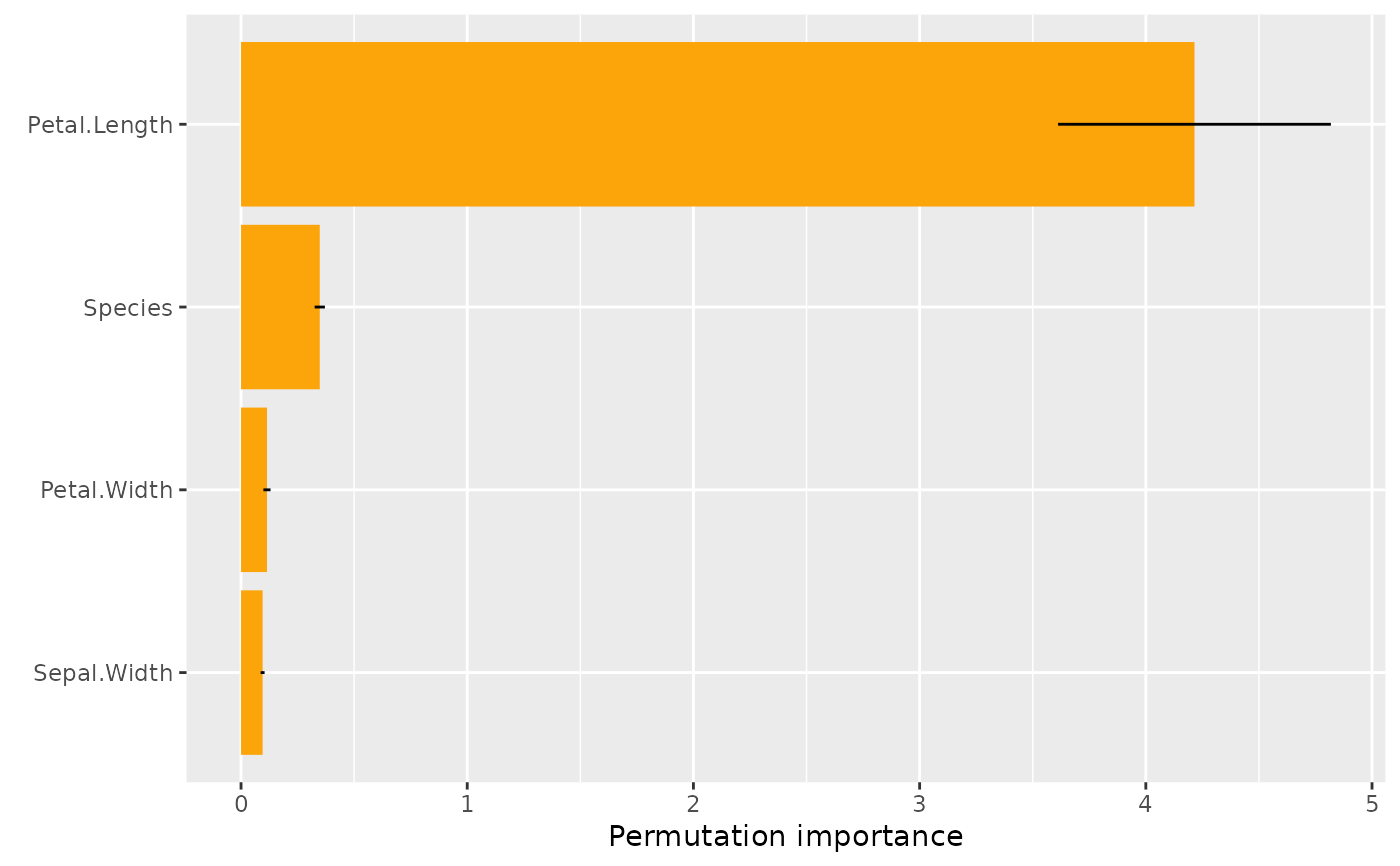 Petal.Length
Species
Petal.Width
Sepal.Width
0 1 2 3 4 5
Permutation importance